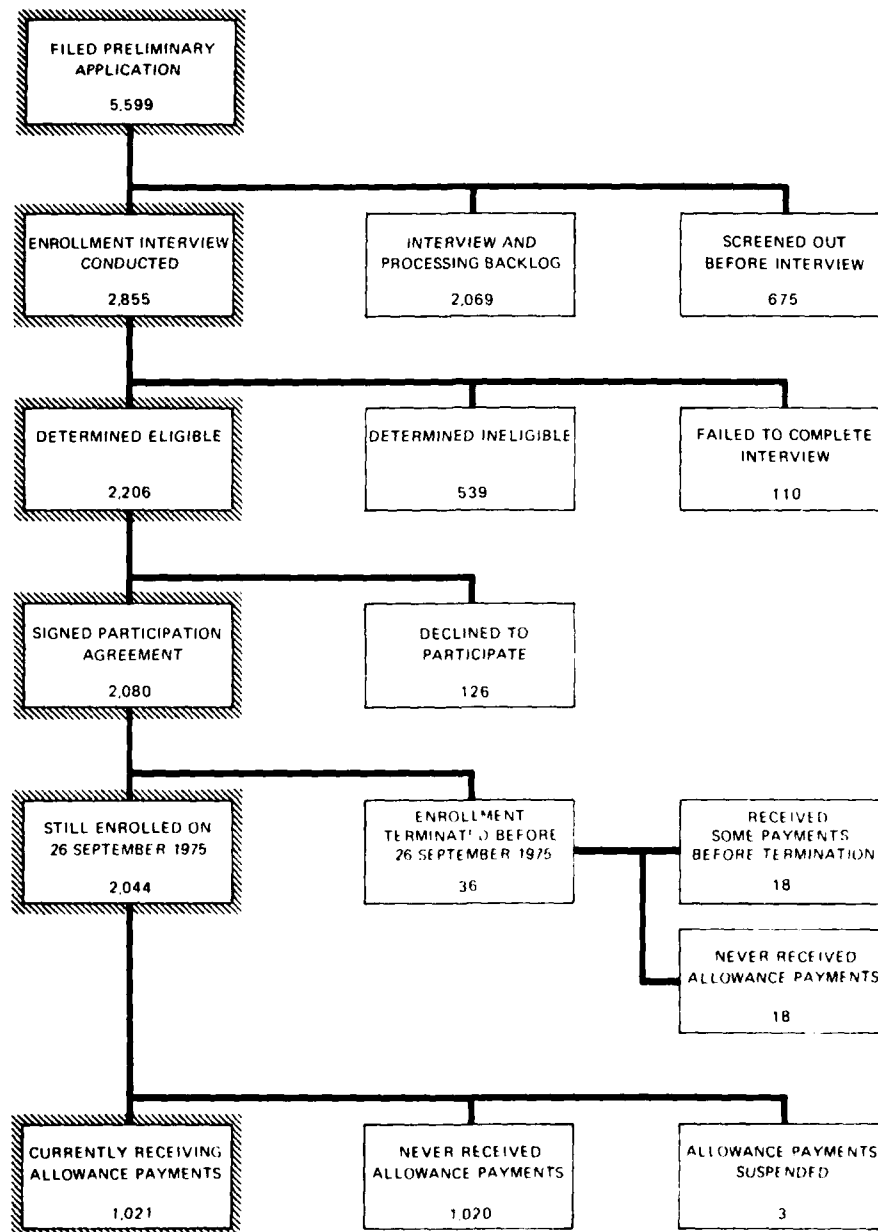 FILED PRELIMINARY
APPLICATION
5,599
ENROLLMENT INTERVIEW
CONDUCTED
2,855
INTERVIEW AND
PROCESSING BACKLOG
2,069
SCREENED OUT
BEFORE INTERVIEW
675
DETERMINED ELIGIBLE
2,206
DETERMINED INELIGIBLE
539
FAILED TO COMPLETE
INTERVIEW
110
SIGNED PARTICIPATION
AGREEMENT
2,080
DECLINED TO
PARTICIPATE
126
STILL ENROLLED ON
26 SEPTEMBER 1975
2,044
ENROLLMENT
TERMINATED BEFORE
26 SEPTEMBER 1975
36
RECEIVED
SOME PAYMENTS
BEFORE TERMINATION
18
NEVER RECEIVED
ALLOWANCE PAYMENTS
18
CURRENTLY RECEIVING
ALLOWANCE PAYMENTS
1,021
NEVER RECEIVED
ALLOWANCE PAYMENTS
1,020
ALLOWANCE PAYMENTS
SUSPENDED
3